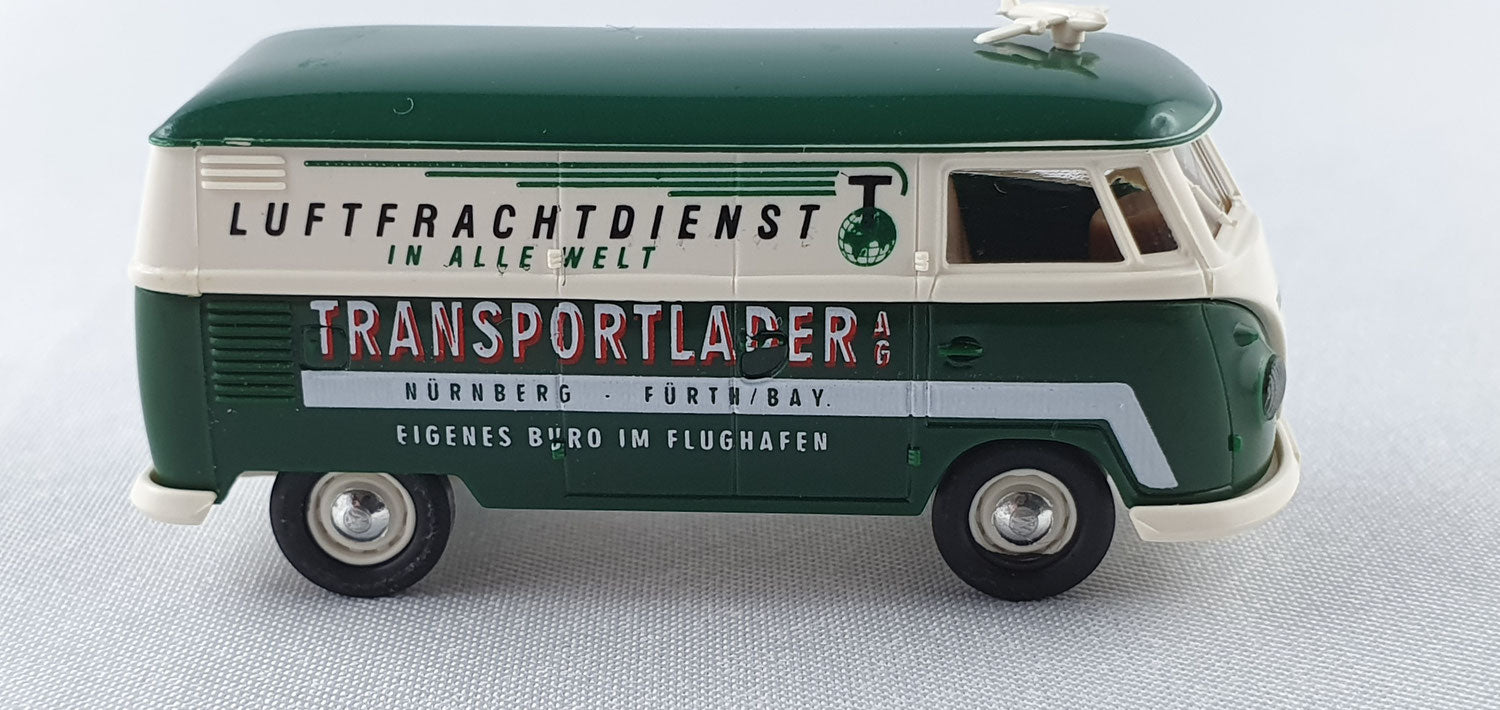 LUFTFRACHTDIENST T
IN ALLE WELT
TRANSPORTLADER AG
NÜRNBERG · FÜRTH/BAY.
EIGENES BÜRO IM FLUGHAFEN